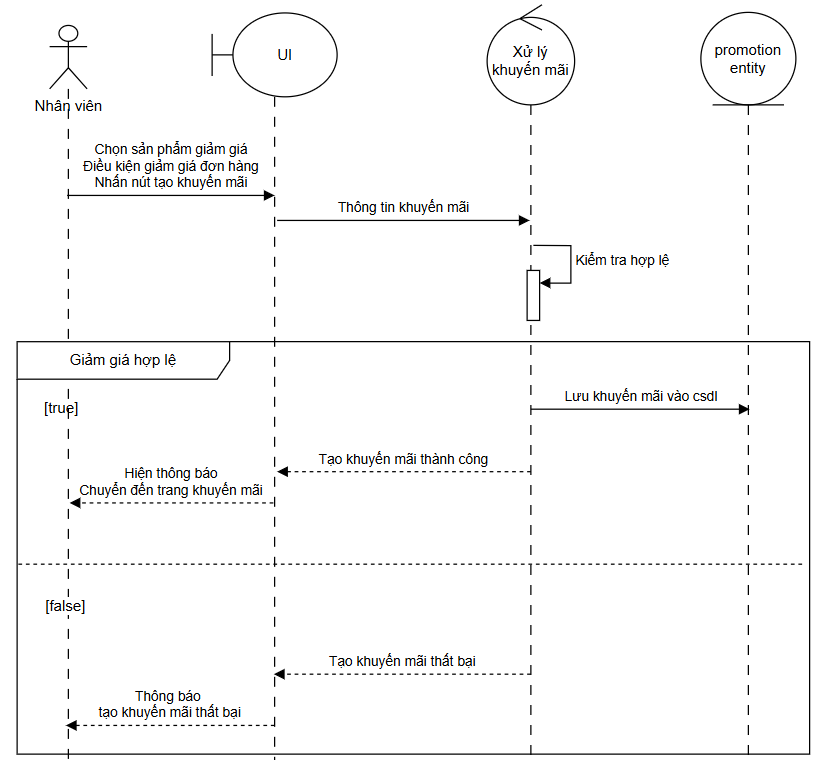 Nhân viên
UI
Xử lý
khuyến mãi
promotion
entity
Chọn sản phẩm giảm giá
Điều kiện giảm giá đơn hàng
Nhấn nút tạo khuyến mãi
Thông tin khuyến mãi
Kiểm tra hợp lệ
Giảm giá hợp lệ
[true]
Lưu khuyến mãi vào csdl
Tạo khuyến mãi thành công
Hiện thông báo
Chuyển đến trang khuyến mãi
[false]
Tạo khuyến mãi thất bại
Thông báo
tạo khuyến mãi thất bại